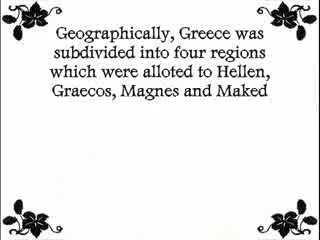 Geographically, Greece was
subdivided into four regions
which were alloted to Hellen,
Graecos, Magnes and Maked